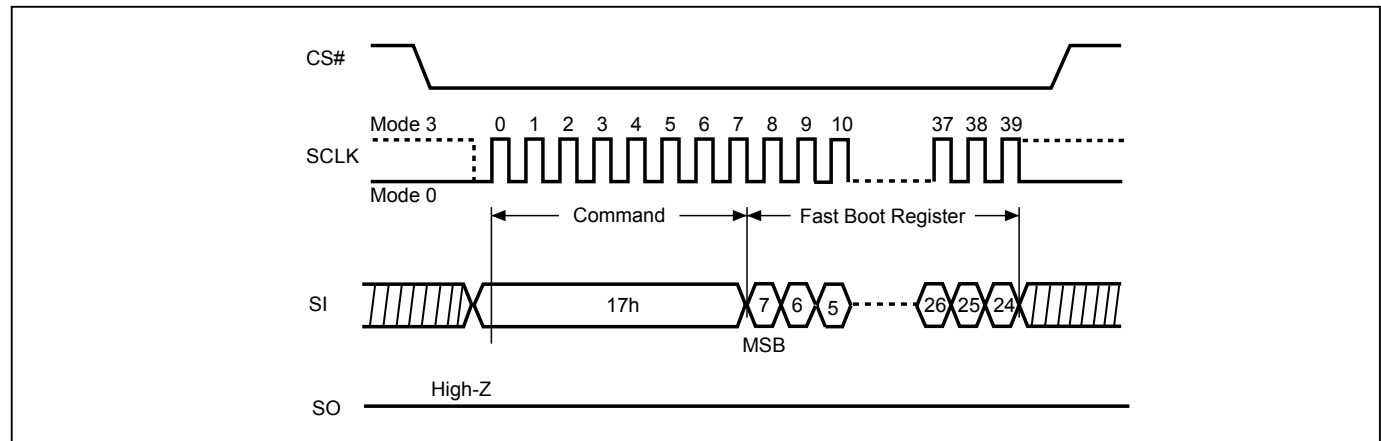 CS#
Mode 3
0 1 2 3 4 5 6 7 8 9 10 37 38 39
SCLK
Mode 0
Command
Fast Boot Register
SI
17h
7 6 5 26 25 24
MSB
High-Z
SO